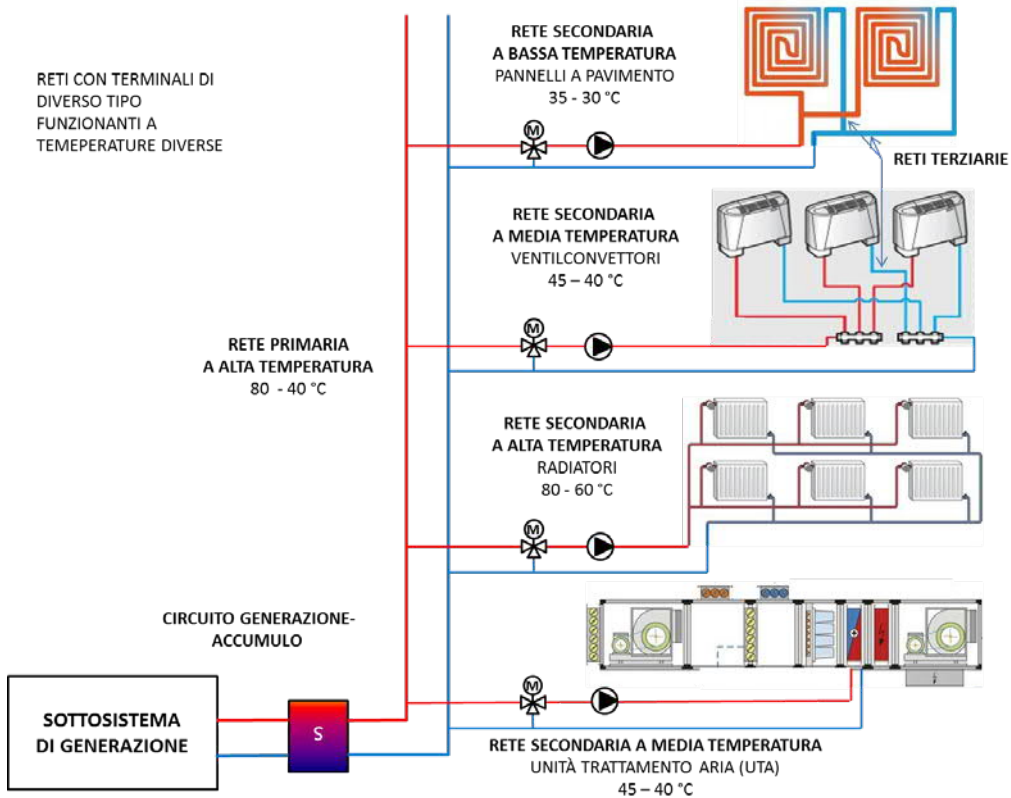 RETI CON TERMINALI DI
DIVERSO TIPO
FUNZIONANTI A
TEMEPERATURE DIVERSE
RETE SECONDARIA
A BASSA TEMPERATURA
PANNELLI A PAVIMENTO
35 - 30 °C
M
RETI TERZIARIE
RETE SECONDARIA
A MEDIA TEMPERATURA
VENTILCONVETTORI
45 – 40 °C
M
RETE PRIMARIA
A ALTA TEMPERATURA
80 - 40 °C
RETE SECONDARIA
A ALTA TEMPERATURA
RADIATORI
80 - 60 °C
M
CIRCUITO GENERAZIONE-
ACCUMULO
M
SOTTOSISTEMA
DI GENERAZIONE
S
RETE SECONDARIA A MEDIA TEMPERATURA
UNITÀ TRATTAMENTO ARIA (UTA)
45 – 40 °C